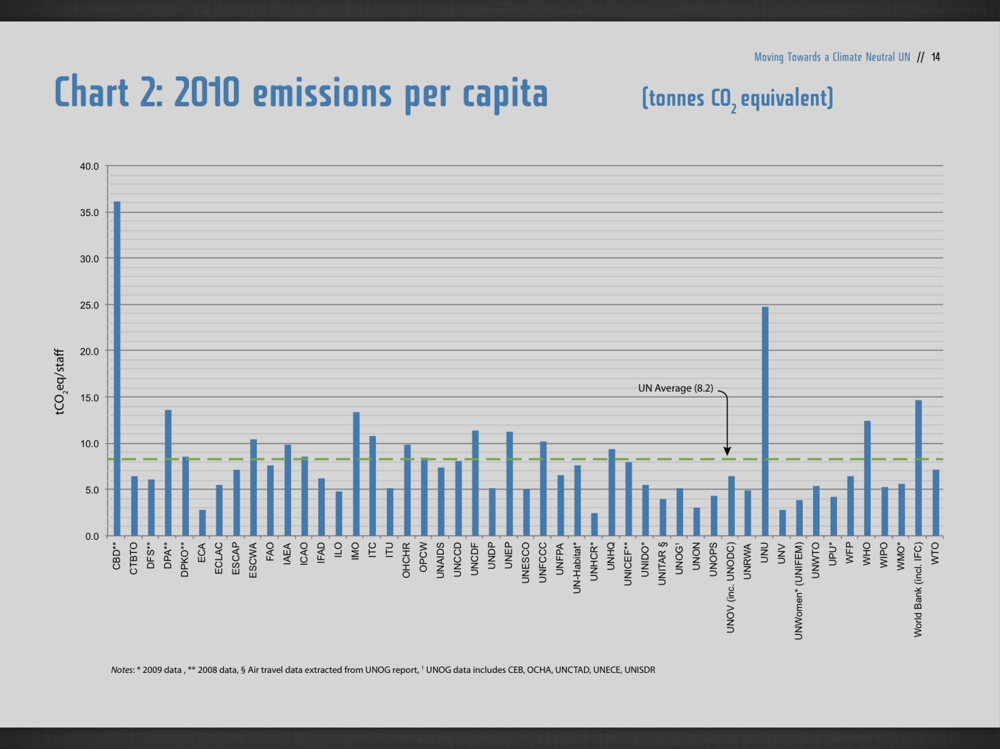 Moving Towards a Climate Neutral UN // 14
Chart 2: 2010 emissions per capita (tonnes CO2 equivalent)
40.0
35.0
30.0
25.0
20.0
15.0
10.0
5.0
0.0
tCO2eq/staff
UN Average (8.2)
CBD**
CTBTO
DFS**
DPA**
DPKO**
ECA
ECLAC
ESCAP
ESCWA
FAO
IAEA
ICAO
IFAD
ILO
IMO
ITC
ITU
OHCHR
OPCW
UNAIDS
UNCCD
UNCDF
UNDP
UNEP
UNESCO
UNFCCC
UNFPA
UN-Habitat*
UNHCR*
UNHQ
UNICEF**
UNIDO*
UNITAR §
UNOG¹
UNON
UNOPS
UNOV (inc. UNODC)
UNRWA
UNU
UNV
UNWomen* (UNIFEM)
UNWTO
UPU*
WFP
WHO
WIPO
WMO*
World Bank (incl. IFC)
WTO
Notes: * 2009 data , ** 2008 data, § Air travel data extracted from UNOG report, ¹ UNOG data includes CEB, OCHA, UNCTAD, UNECE, UNISDR